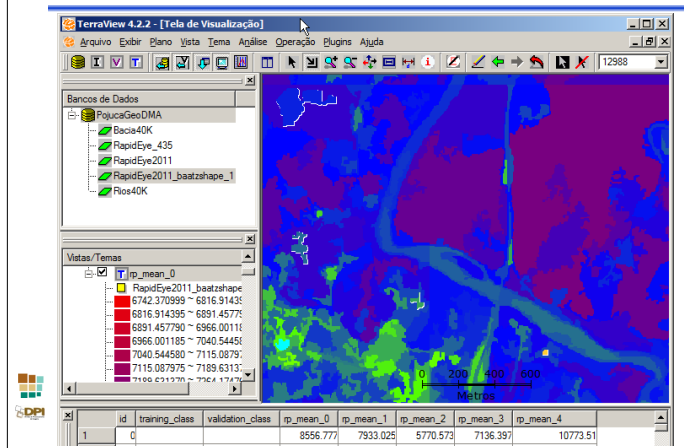 TerraView 4.2.2 - [Tela de Visualização]
Arquivo Exibir Plano Vista Tema Análise Operação Plugins Ajuda
I V T 12988
Bancos de Dados
PojucaGeoDMA
Bacia40K
RapidEye_435
RapidEye2011
RapidEye2011_baatzshape_1
Rios40K
Vistas/Temas
T rp_mean_0
RapidEye2011_baatzshape
6742.370999 ~ 6816.91439
6816.914395 ~ 6891.45779
6891.457790 ~ 6966.00118
6966.001185 ~ 7040.54458
7040.544580 ~ 7115.08797
7115.087975 ~ 7189.63137
0 200 400 600
Metros
DPI
id training_class validation_class rp_mean_0 rp_mean_1 rp_mean_2 rp_mean_3 rp_mean_4
1 0 8556.777 7933.025 5770.573 7136.397 10773.51